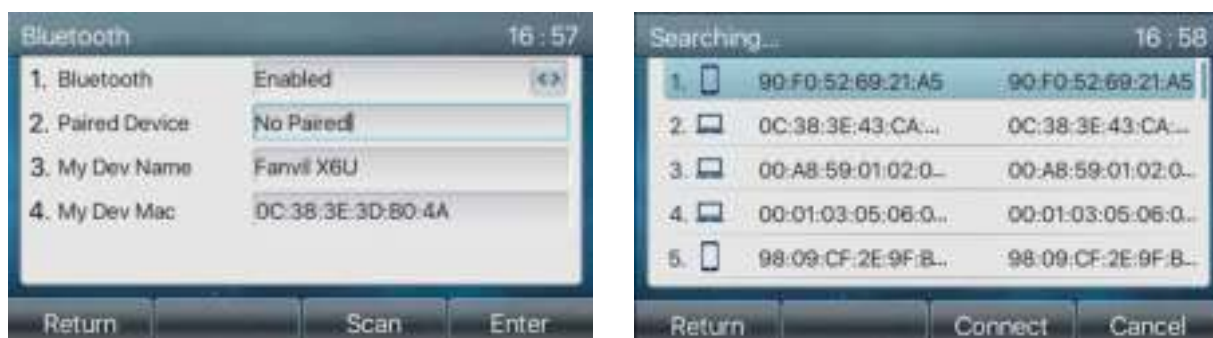 Bluetooth 16 : 57
1. Bluetooth Enabled <>
2. Paired Device No Paired
3. My Dev Name Fanvil X6U
4. My Dev Mac 0C:38:3E:3D:B0:4A
Return Scan Enter
Searching... 16 : 58
1. 90:F0:52:69:21:A5 90:F0:52:69:21:A5
2. 0C:38:3E:43:CA:... 0C:38:3E:43:CA:...
3. 00:A8:59:01:02:0... 00:A8:59:01:02:0...
4. 00:01:03:05:06:0... 00:01:03:05:06:0...
5. 98:09:CF:2E:9F:B... 98:09:CF:2E:9F:B...
Return Connect Cancel